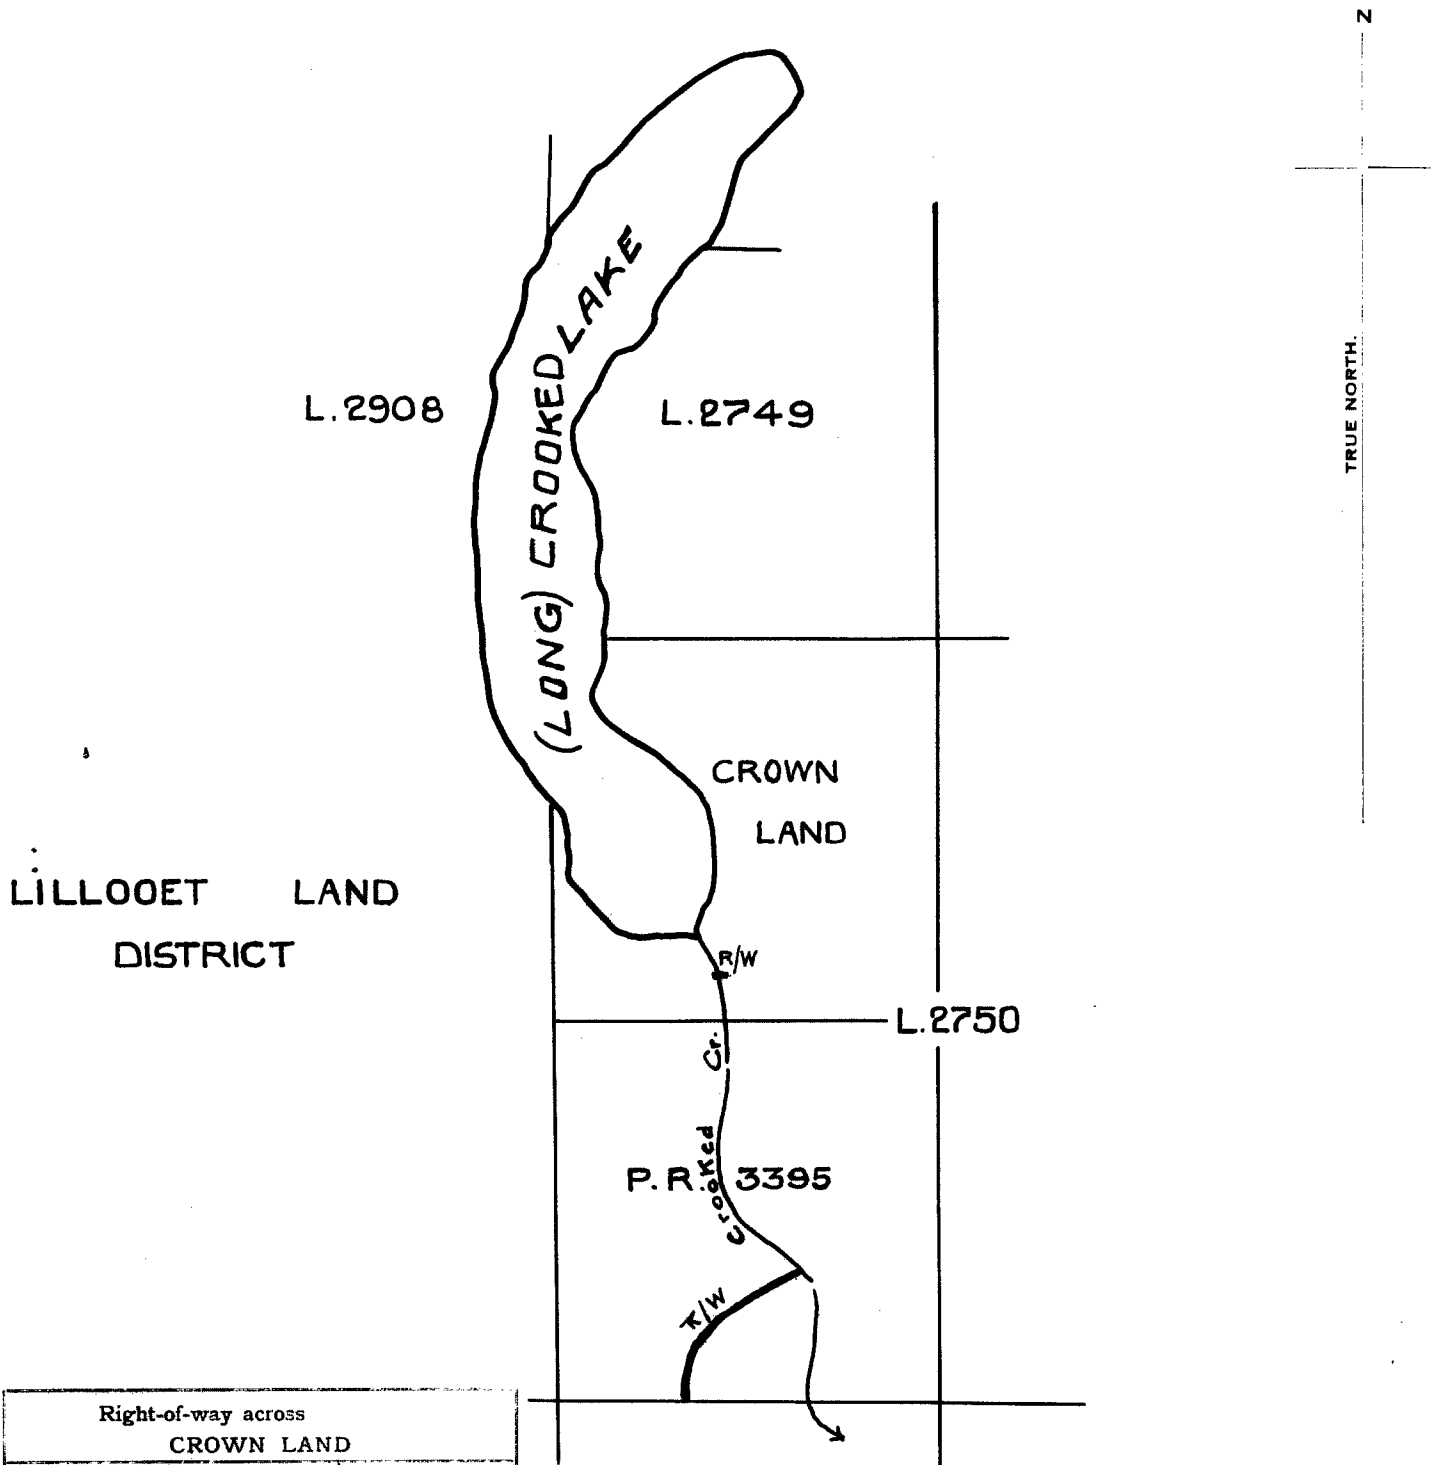 N
TRUE NORTH.
(LONG) CROOKED LAKE
L.2908
L.2749
CROWN
LAND
LILLOOET LAND
DISTRICT
R/W
L.2750
Crooked Cr.
P.R. 3395
R/W
Right-of-way across
CROWN LAND